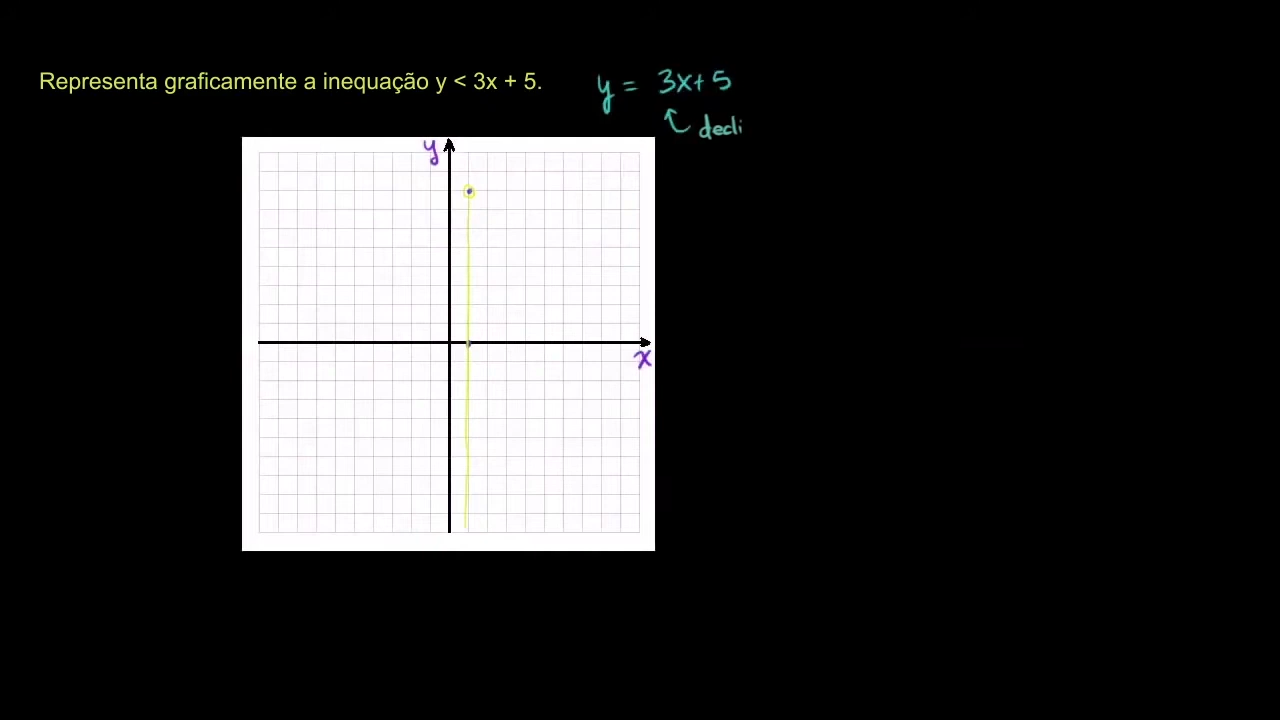 Representa graficamente a inequação y < 3x + 5.
y = 3x+ 5
decli
y
x